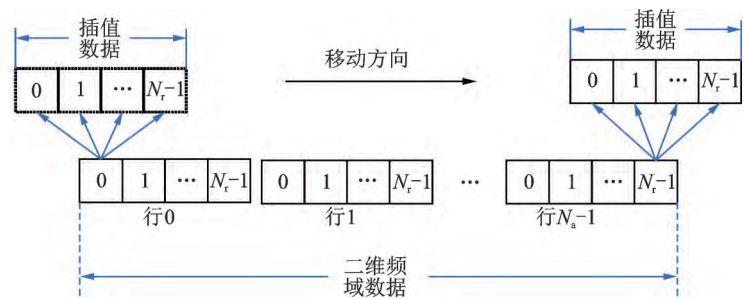 插值
数据
移动方向
插值
数据
0 1 … Nr−1
0 1 … Nr−1
0 1 … Nr−1 0 1 … Nr−1 … 0 1 … Nr−1
行0 行1 行Na−1
二维频
域数据